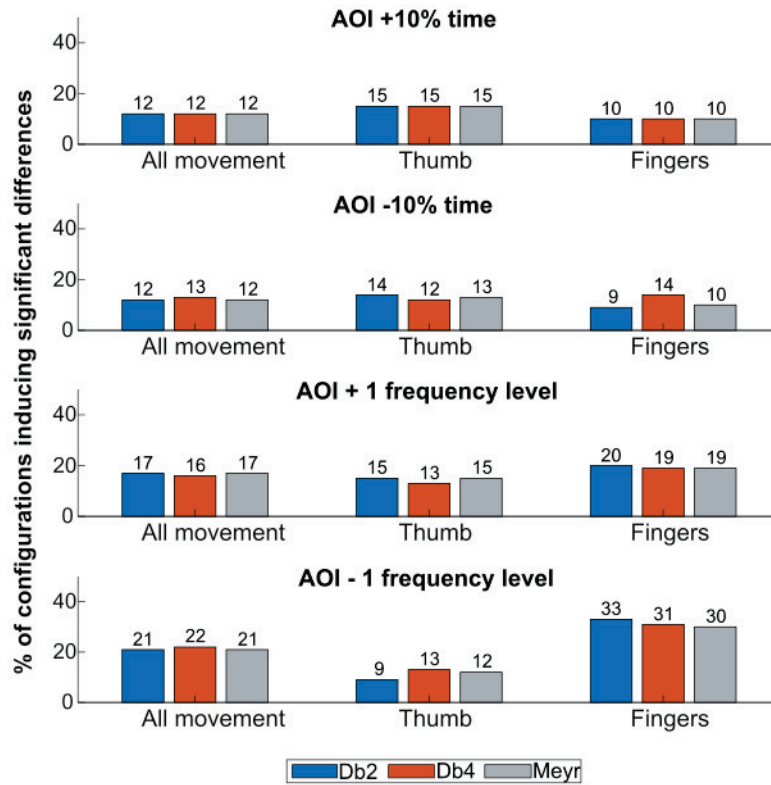 % of configurations inducing significant differences
AOI +10% time
40
20
0
12 12 12
15 15 15
10 10 10
All movement Thumb Fingers
AOI -10% time
40
20
0
12 13 12
14 12 13
9 14 10
All movement Thumb Fingers
AOI + 1 frequency level
40
20
0
17 16 17
15 13 15
20 19 19
All movement Thumb Fingers
AOI - 1 frequency level
40
20
0
21 22 21
9 13 12
33 31 30
All movement Thumb Fingers
Db2 Db4 Meyr